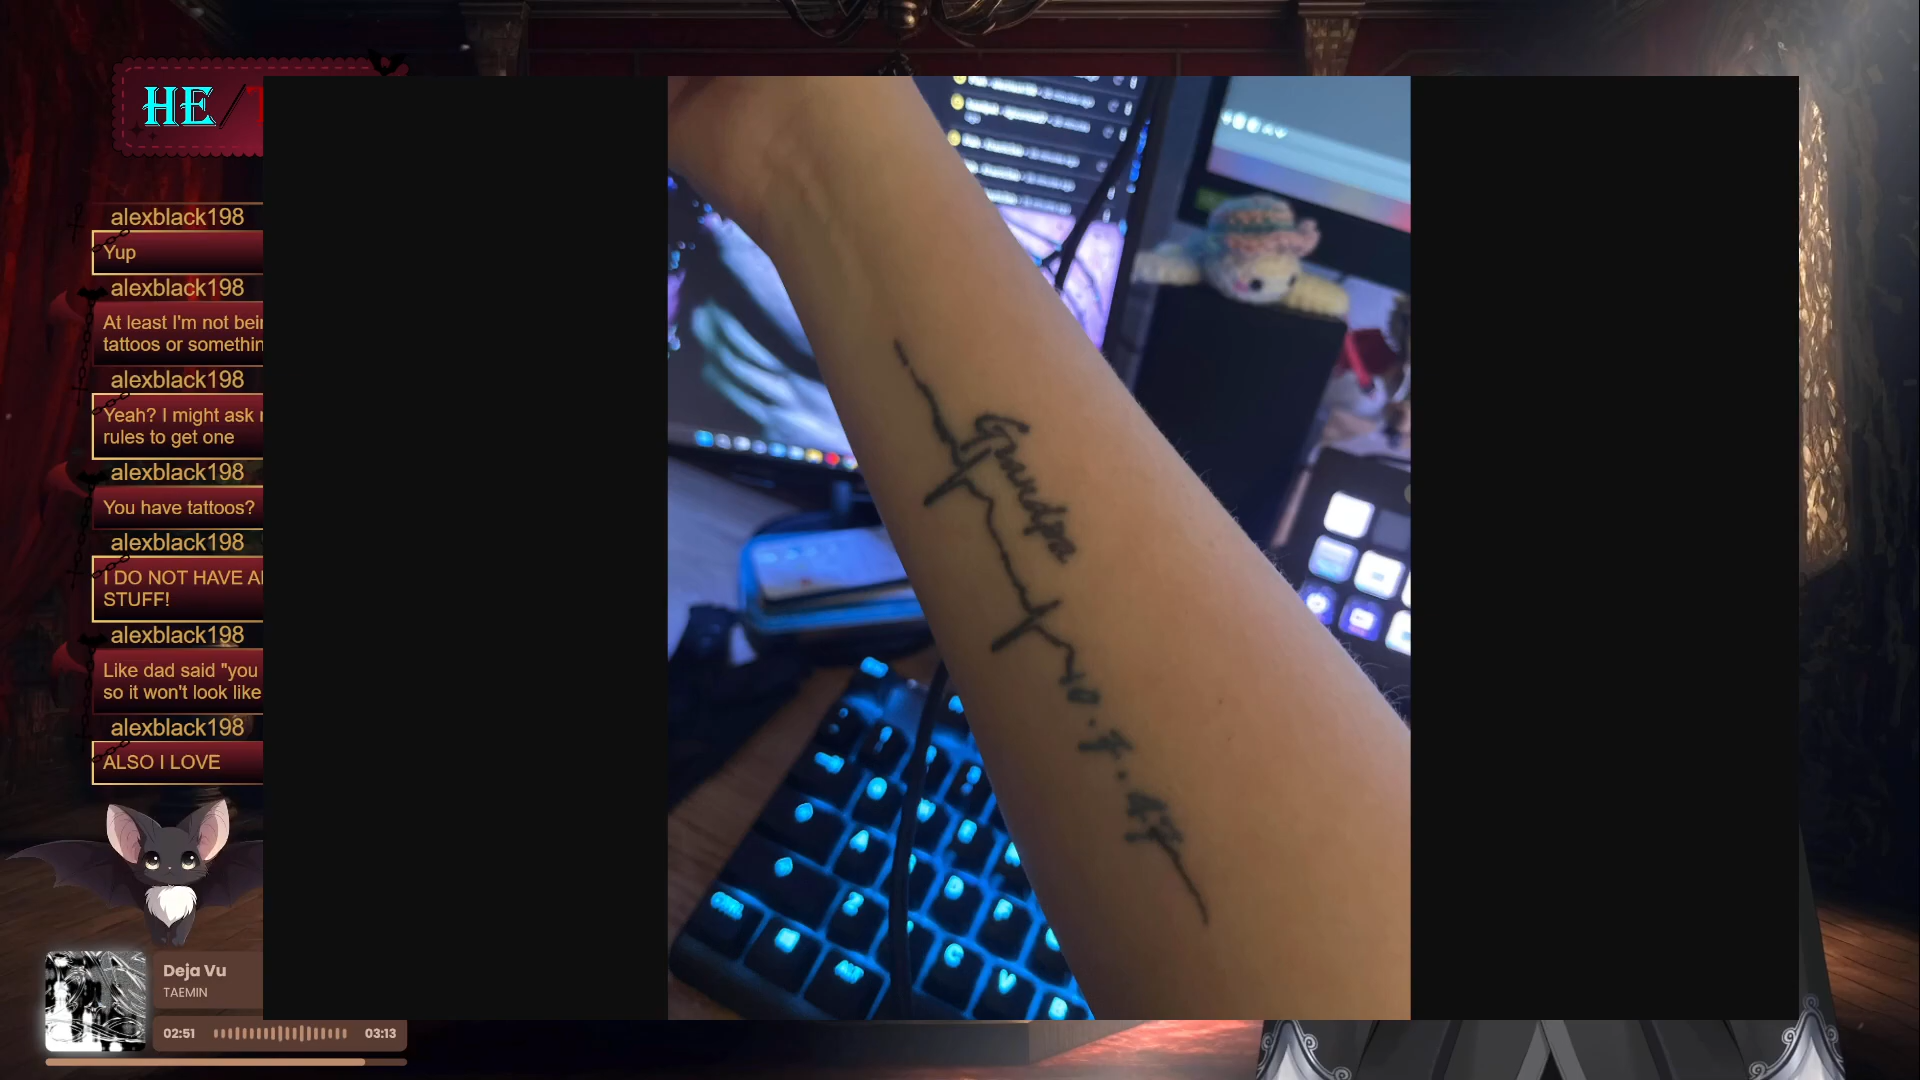 HE/
alexblack198
Yup
alexblack198
At least I'm not bei
tattoos or somethin
alexblack198
Yeah? I might ask
rules to get one
alexblack198
You have tattoos?
alexblack198
I DO NOT HAVE A
STUFF!
alexblack198
Like dad said "you
so it won't look like
alexblack198
ALSO I LOVE
Deja Vu
TAEMIN
02:51
03:13
Grandpa